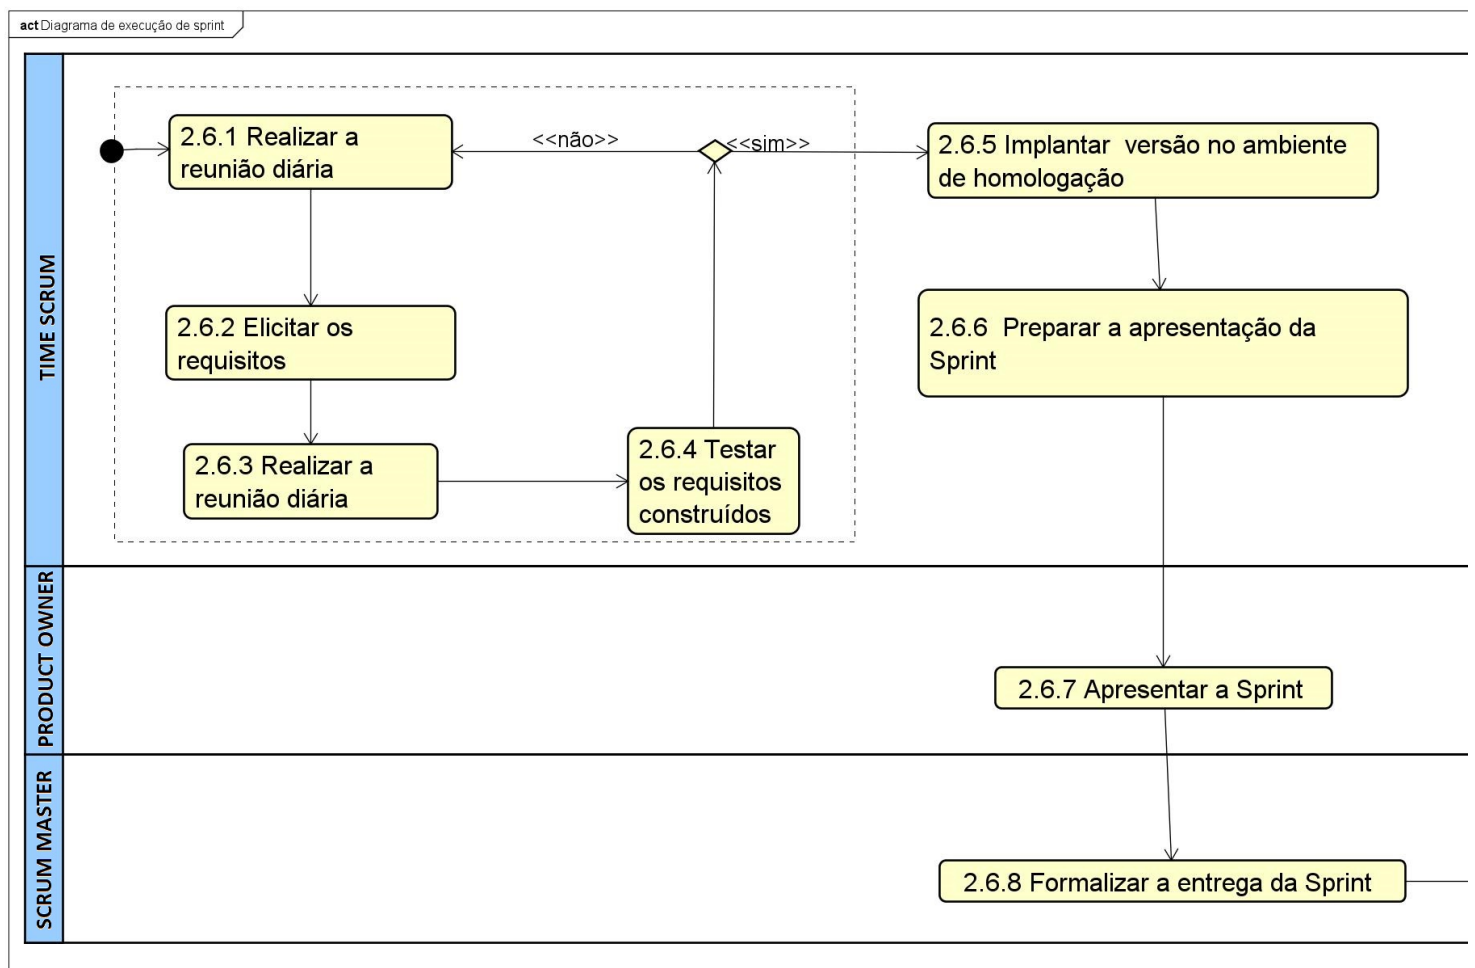 act Diagrama de execução de sprint
TIME SCRUM
2.6.1 Realizar a
reunião diária
<<não>>
<<sim>>
2.6.5 Implantar  versão no ambiente
de homologação
2.6.2 Elicitar os
requisitos
2.6.6  Preparar a apresentação da
Sprint
2.6.3 Realizar a
reunião diária
2.6.4 Testar
os requisitos
construídos
PRODUCT OWNER
2.6.7 Apresentar a Sprint
SCRUM MASTER
2.6.8 Formalizar a entrega da Sprint